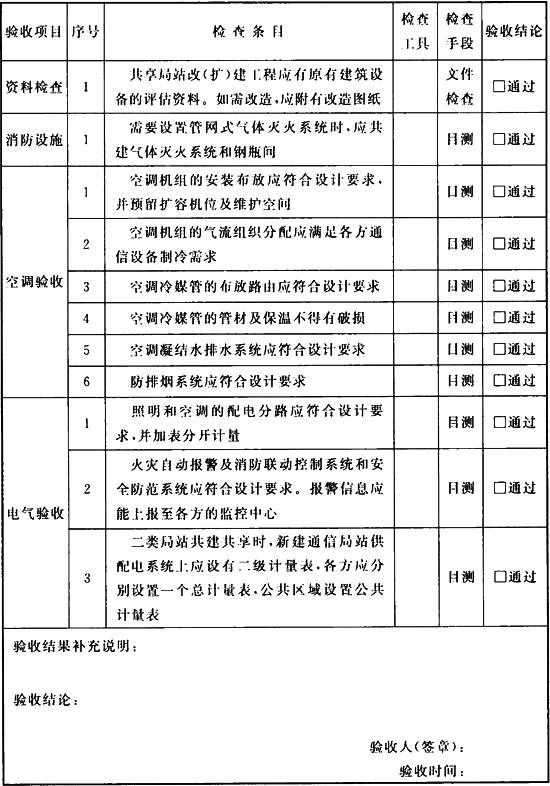 验收项目 序号 检查条目 检查工具 检查手段 验收结论
资料检查 1 共享局站改(扩)建工程应有原有建筑设 文件检查 □通过
备的评估资料。如需改造,应附有改造图纸
消防设施 1 需要设置管网式气体灭火系统时,应共 目测 □通过
建气体灭火系统和钢瓶间
空调验收 1 空调机组的安装布放应符合设计要求, 目测 □通过
并预留扩容机位及维护空间
2 空调机组的气流组织分配应满足各方通 目测 □通过
信设备制冷需求
3 空调冷媒管的布放路由应符合设计要求 目测 □通过
4 空调冷媒管的管材及保温不得有破损 目测 □通过
5 空调凝结水排水系统应符合设计要求 目测 □通过
6 防排烟系统应符合设计要求 目测 □通过
电气验收 1 照明和空调的配电分路应符合设计要 目测 □通过
求,并加表分开计量
2 火灾自动报警及消防联动控制系统和安 目测 □通过
全防范系统应符合设计要求。报警信息应
能上报至各方的监控中心
3 二类局站共建共享时,新建通信局站供 目测 □通过
配电系统上应设有二级计量表,各方应分
别设置一个总计量表,公共区域设置公共
计量表
验收结果补充说明:
验收结论:
验收人(签章):
验收时间: